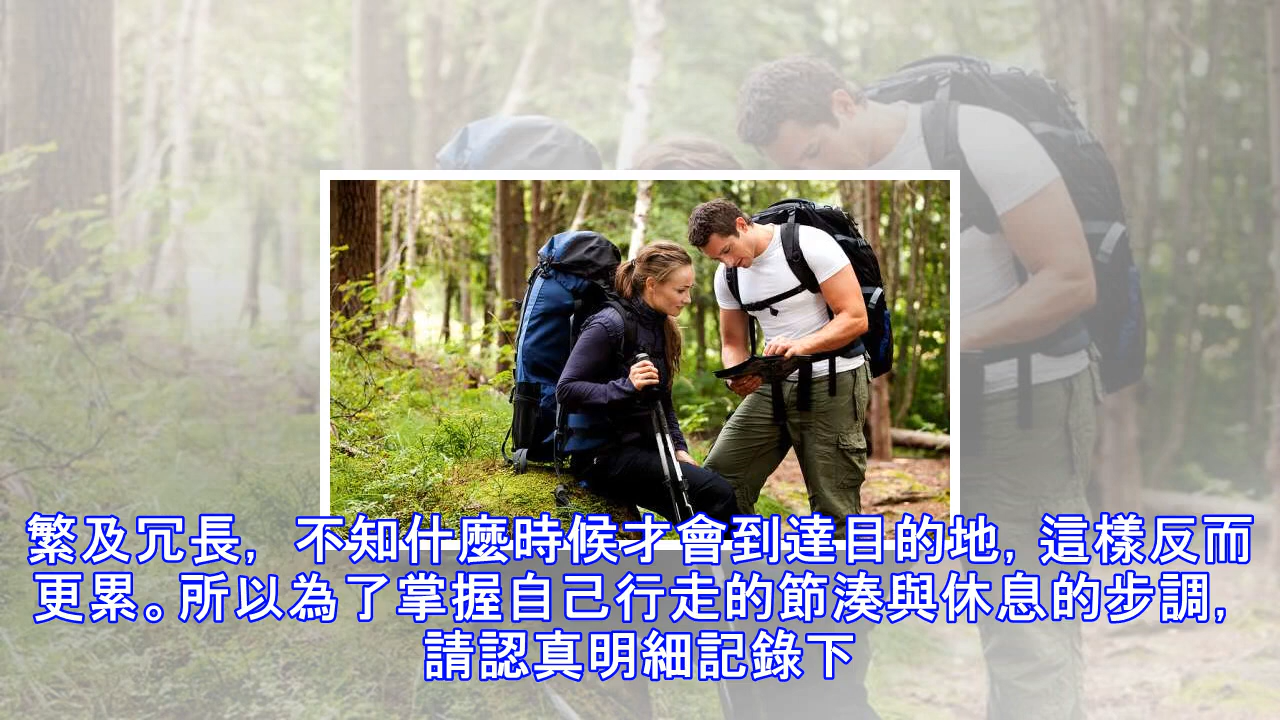 繁及冗長, 不知什麼時候才會到達目的地, 這樣反而
更累。所以為了掌握自己行走的節湊與休息的步調,
請認真明細記錄下